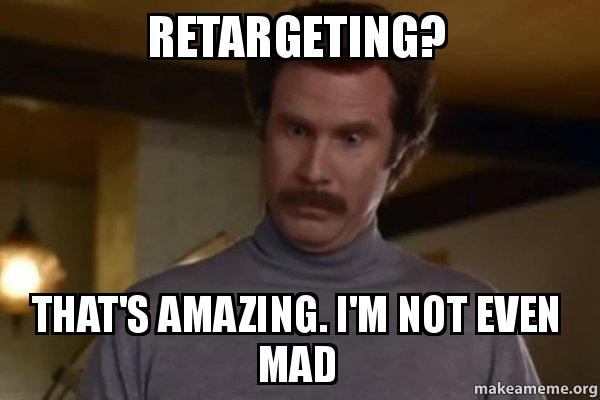 RETARGETING?
THAT'S AMAZING. I'M NOT EVEN
MAD
makeameme.org